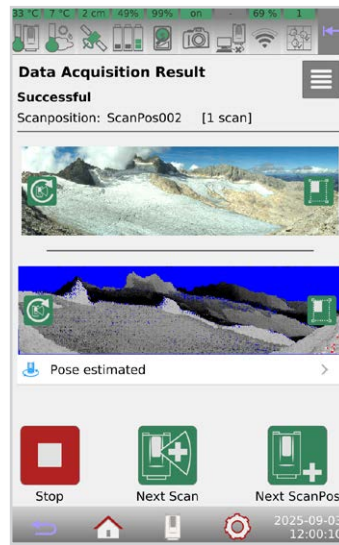 33 °C 7 °C 2 cm 49% 99% on - 69 % 1
Data Acquisition Result
Successful
Scanposition: ScanPos002 [1 scan]
Pose estimated
Stop Next Scan Next ScanPos
2025-09-03
12:00:10